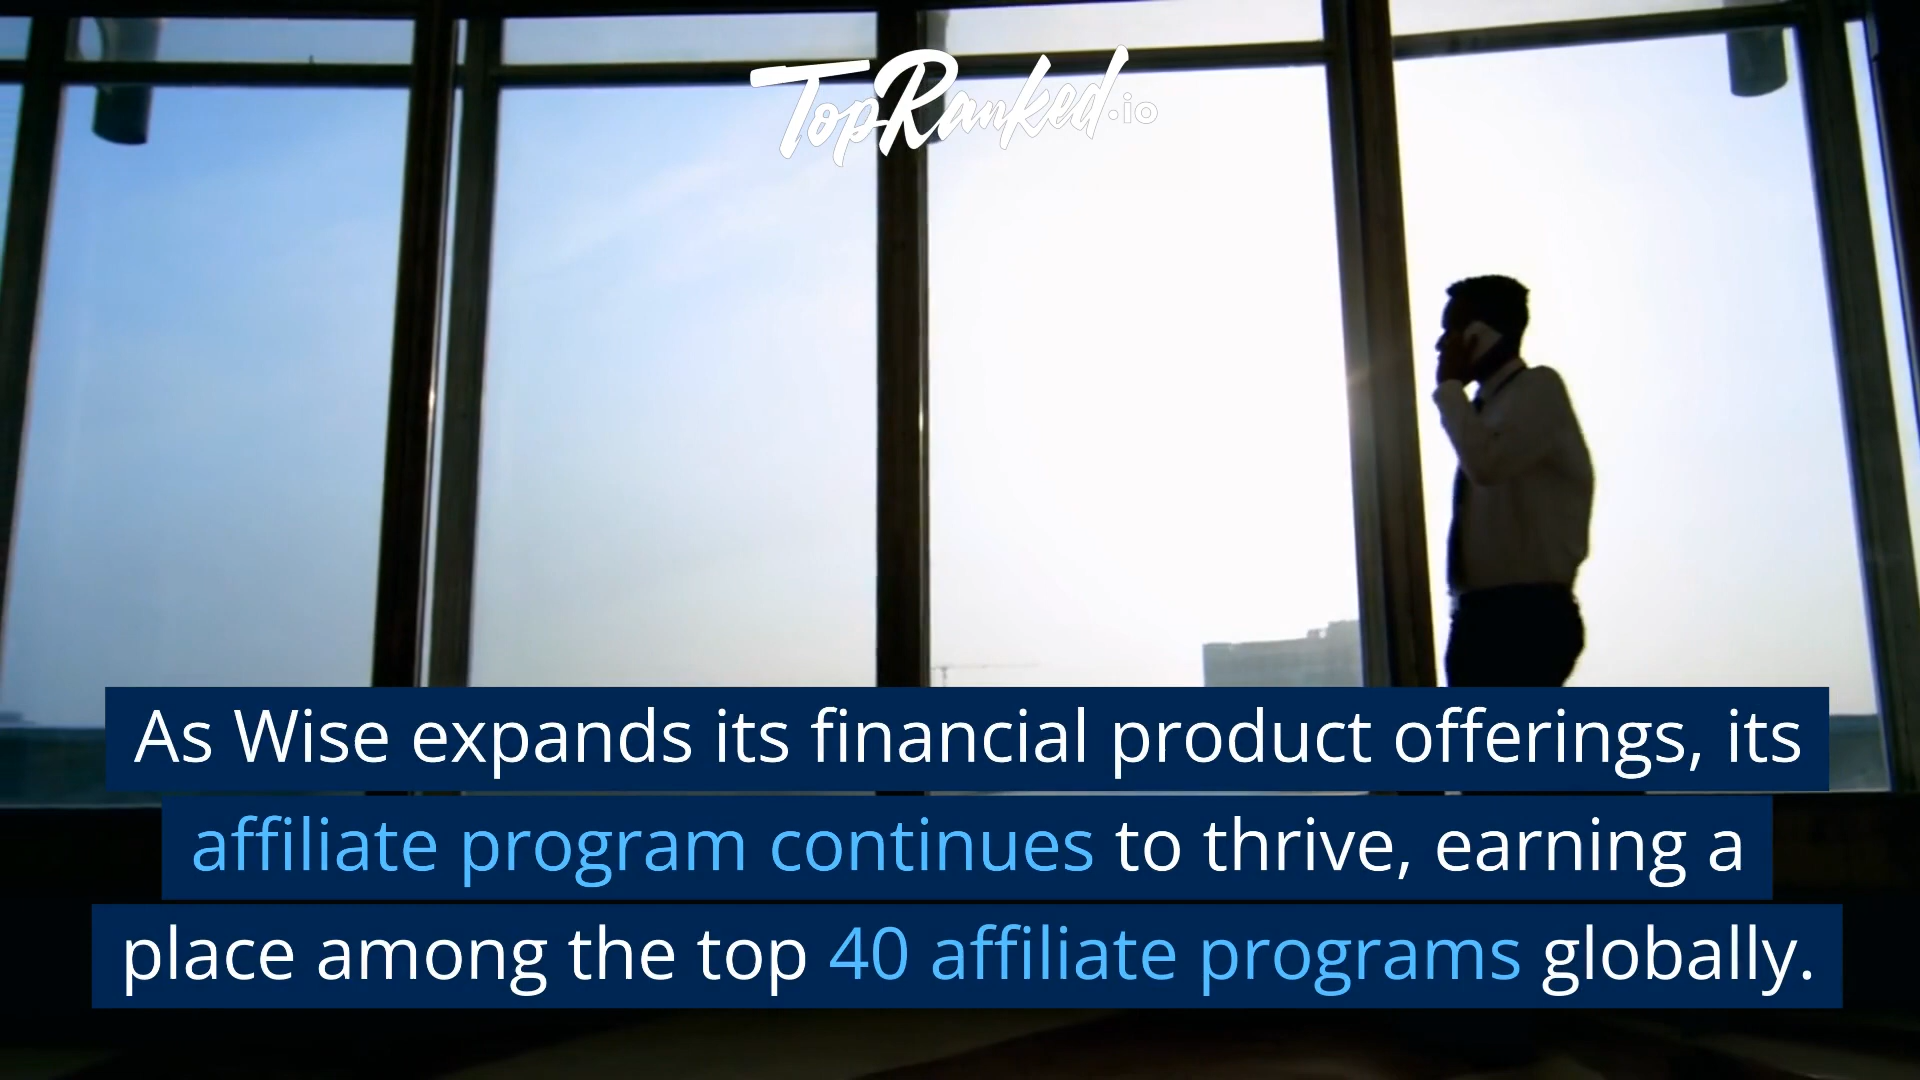 TopRanked.io
As Wise expands its financial product offerings, its
affiliate program continues to thrive, earning a
place among the top 40 affiliate programs globally.